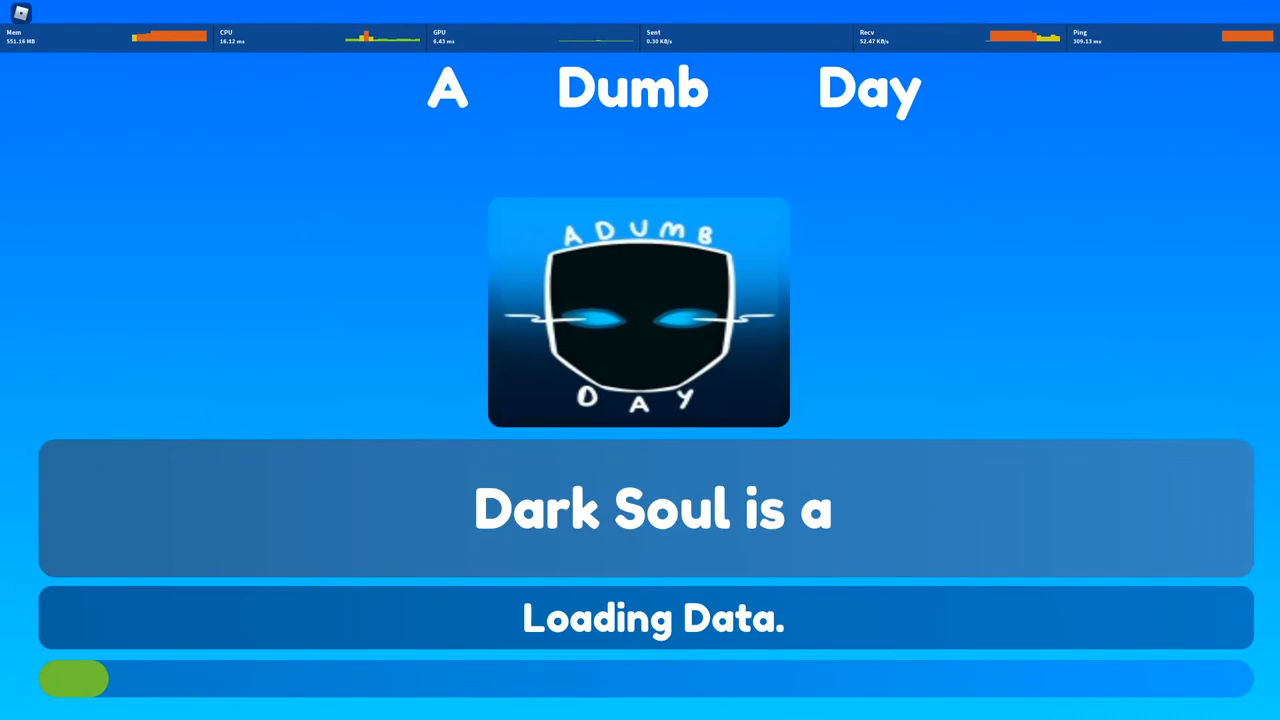 Mem CPU GPU Sent Recv Ping
551.16 MB 16.12 ms 6.43 ms 0.30 KB/s 52.47 KB/s 309.13 ms
A Dumb Day
A DUMB
DAY
Dark Soul is a
Loading Data.